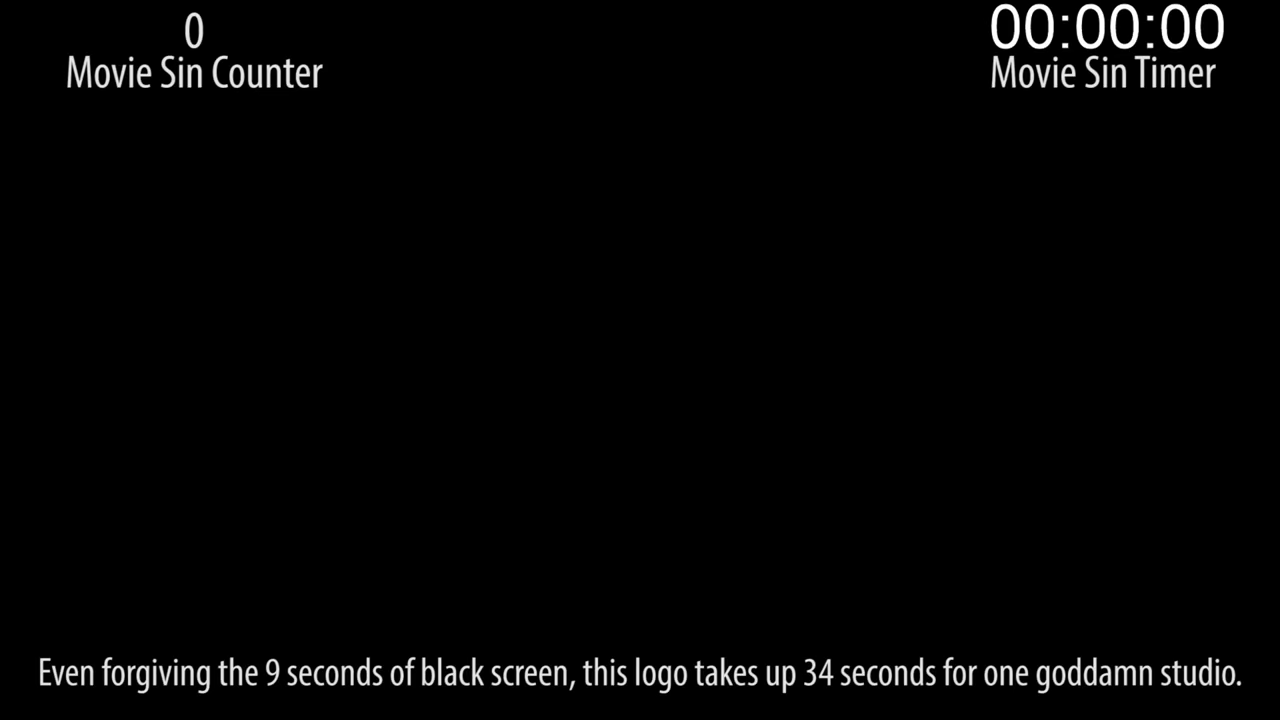 0
Movie Sin Counter
00:00:00
Movie Sin Timer
Even forgiving the 9 seconds of black screen, this logo takes up 34 seconds for one goddamn studio.